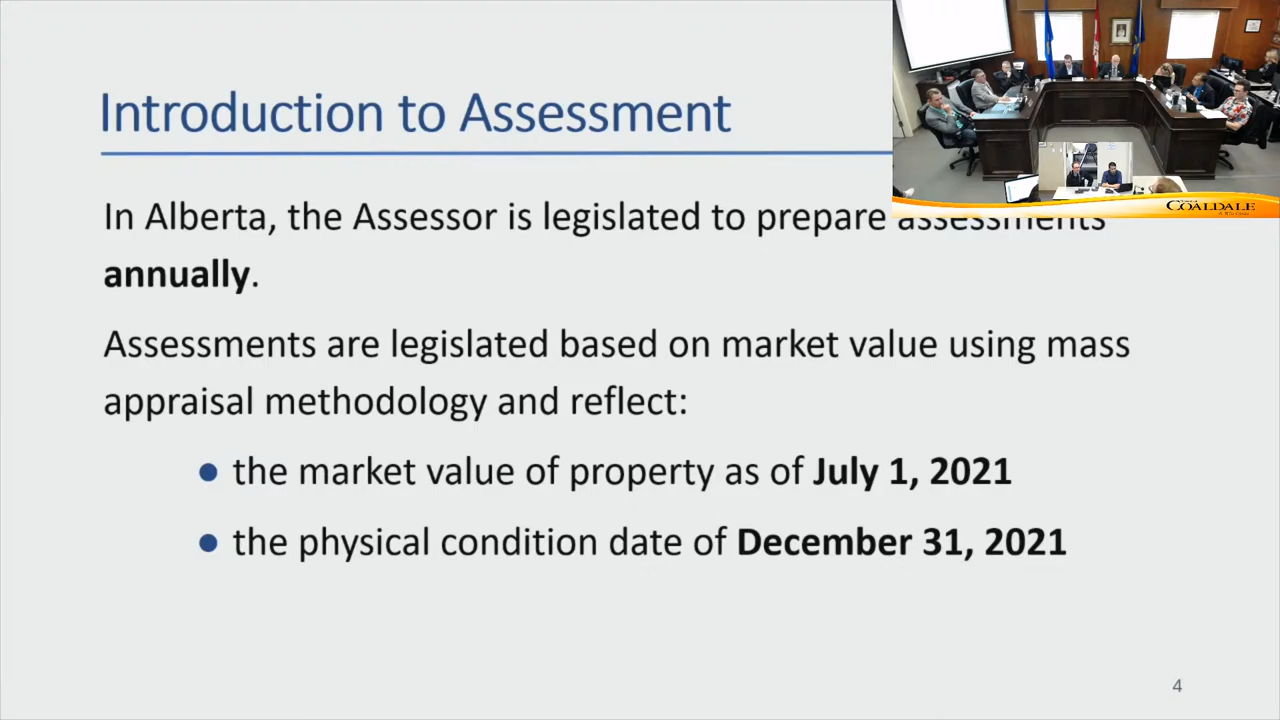 Introduction to Assessment
In Alberta, the Assessor is legislated to prepare assessments
annually.
Assessments are legislated based on market value using mass
appraisal methodology and reflect:
● the market value of property as of July 1, 2021
● the physical condition date of December 31, 2021
4
COALDALE